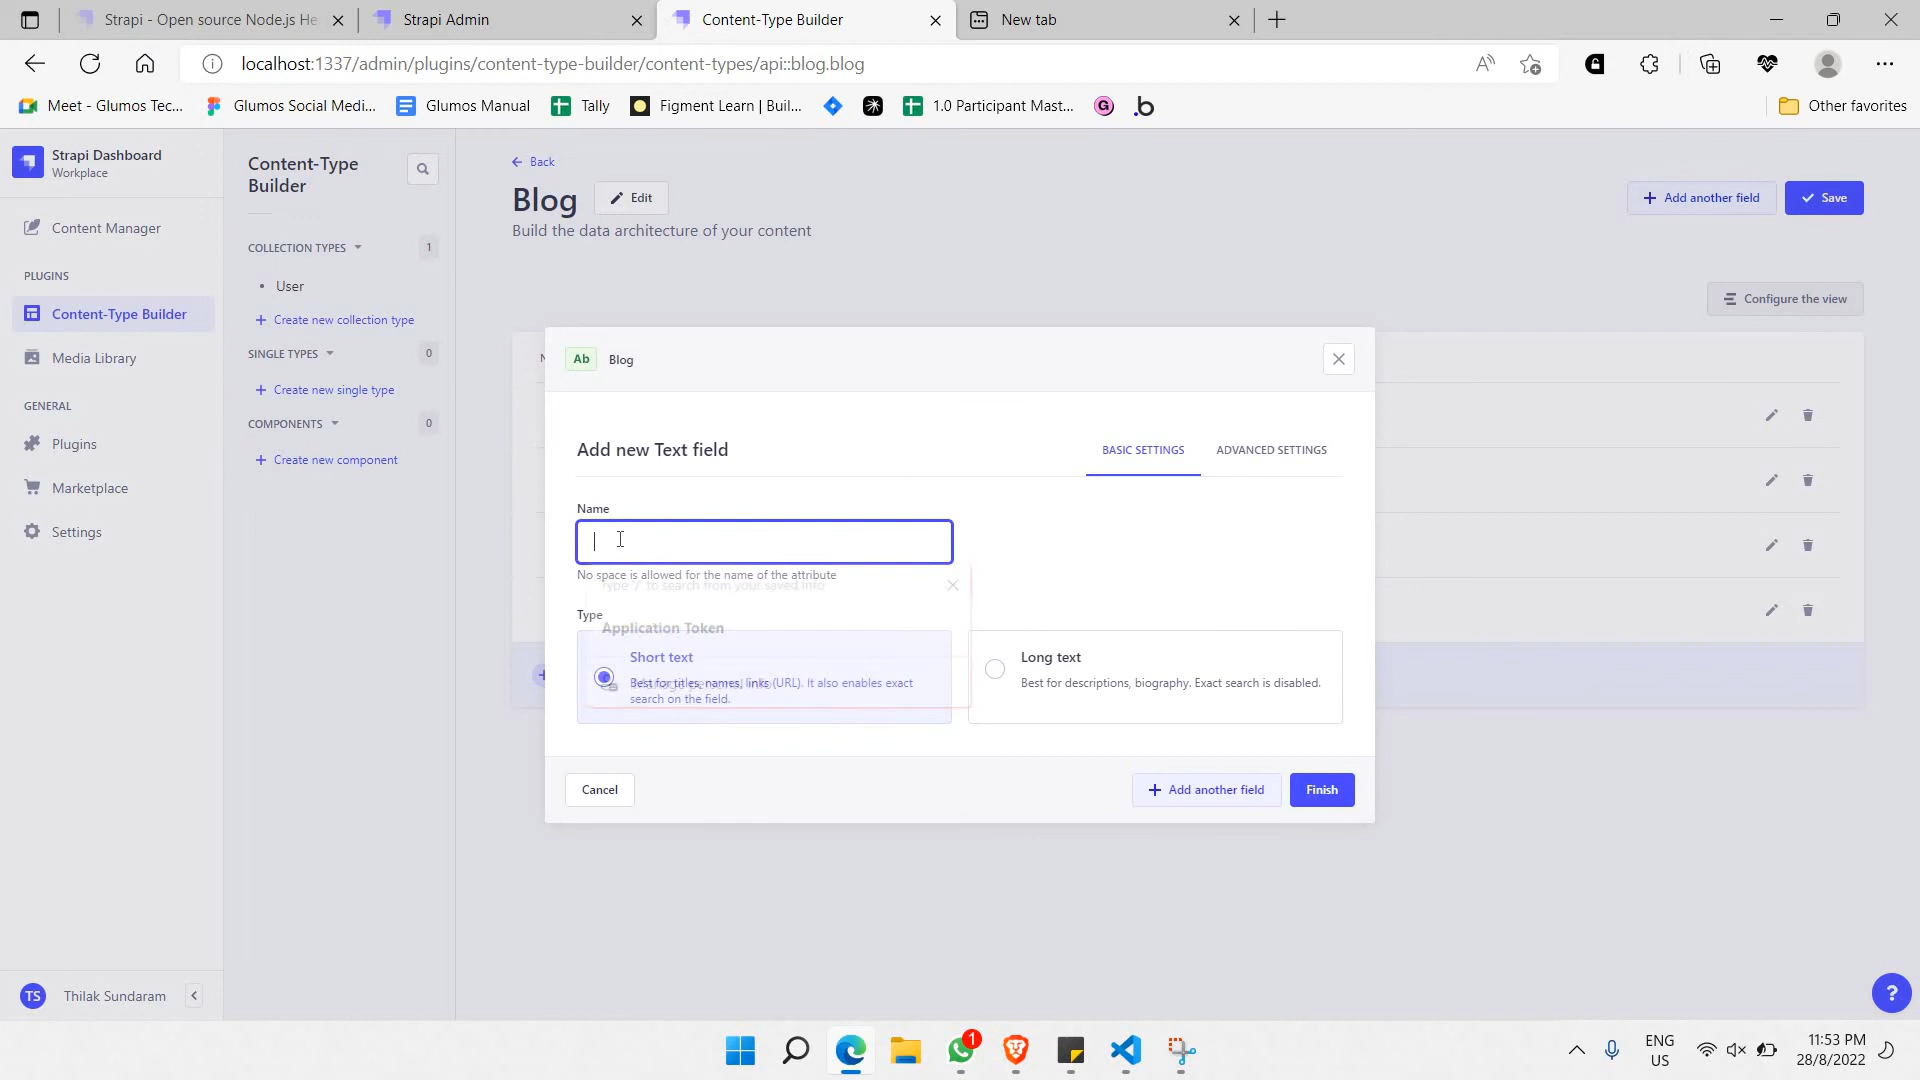 Strapi - Open source Node.js He
Strapi Admin
Content-Type Builder
New tab
localhost:1337/admin/plugins/content-type-builder/content-types/api::blog.blog
Meet - Glumos Tec...
Glumos Social Medi...
Glumos Manual
Tally
Figment Learn | Buil...
1.0 Participant Mast...
G
.b
Other favorites
Strapi Dashboard
Workplace
Content Manager
PLUGINS
Content-Type Builder
Media Library
GENERAL
Plugins
Marketplace
Settings
TS
Thilak Sundaram
Content-Type
Builder
COLLECTION TYPES
1
User
Create new collection type
SINGLE TYPES
0
Create new single type
COMPONENTS
0
Create new component
Back
Blog
Edit
Build the data architecture of your content
Add another field
Save
Configure the view
N
Ab
Blog
Add new Text field
BASIC SETTINGS
ADVANCED SETTINGS
Name
No space is allowed for the name of the attribute
Type '/' to search from your saved info
Type
Application Token
Short text
Best for titles, names, links (URL). It also enables exact
search on the field.
Manage personal info
Long text
Best for descriptions, biography. Exact search is disabled.
Cancel
Add another field
Finish
?
1
ENG
US
11:53 PM
28/8/2022